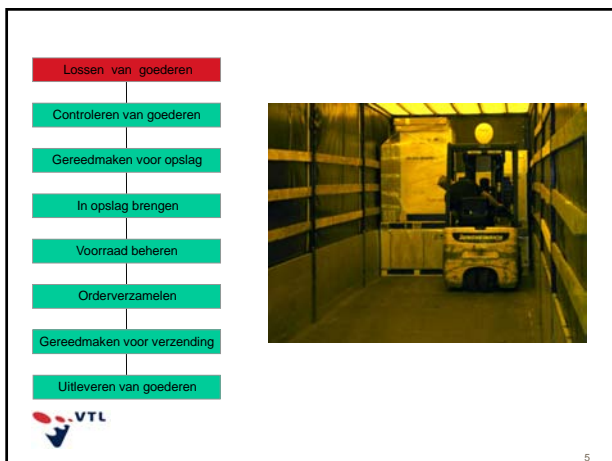 Lossen van goederen
Controleren van goederen
Gereedmaken voor opslag
In opslag brengen
Voorraad beheren
Orderverzamelen
Gereedmaken voor verzending
Uitleveren van goederen
VTL
5